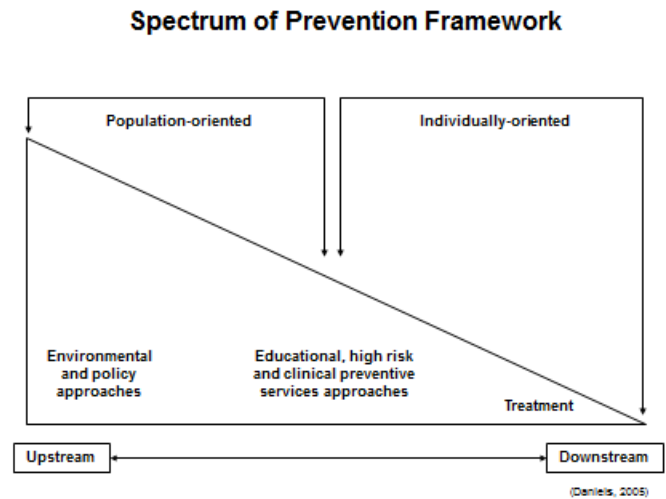 Spectrum of Prevention Framework
Population-oriented
Individually-oriented
Environmental
and policy
approaches
Educational, high risk
and clinical preventive
services approaches
Treatment
Upstream
Downstream
(Daniels, 2005)